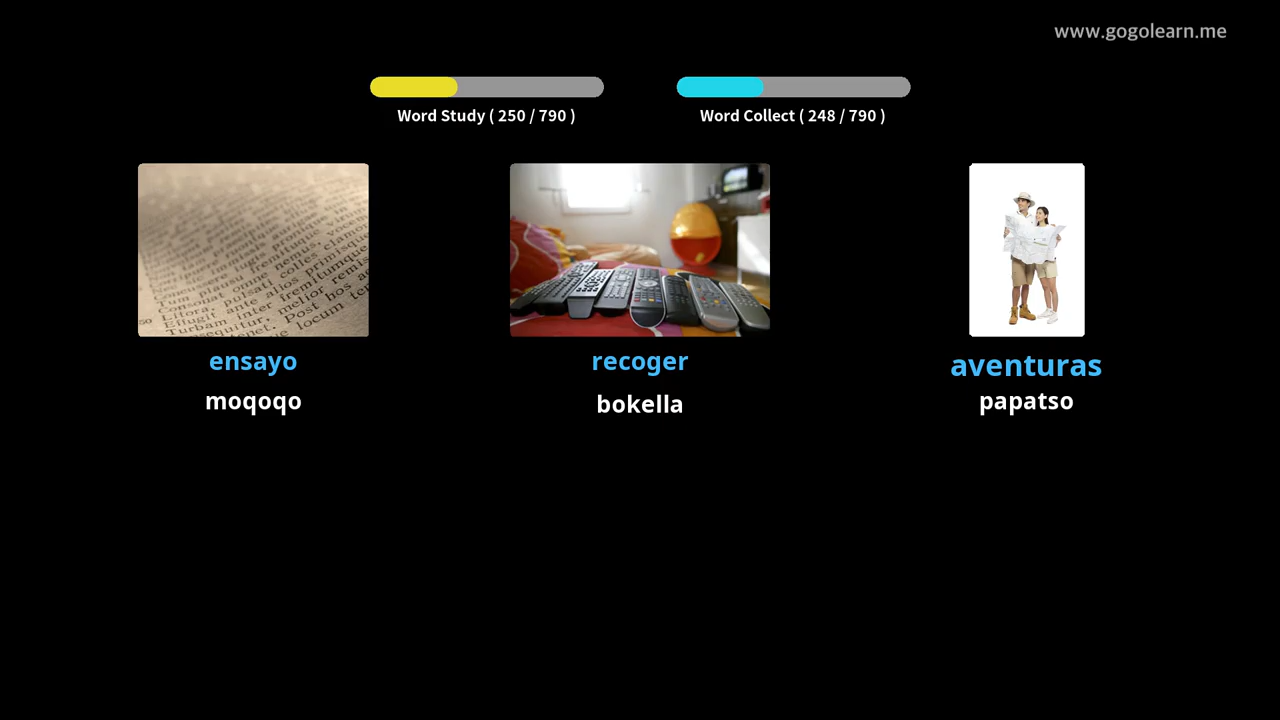 www.gogolearn.me
Word Study ( 250 / 790 )
Word Collect ( 248 / 790 )
ensayo
moqoqo
recoger
bokella
aventuras
papatso